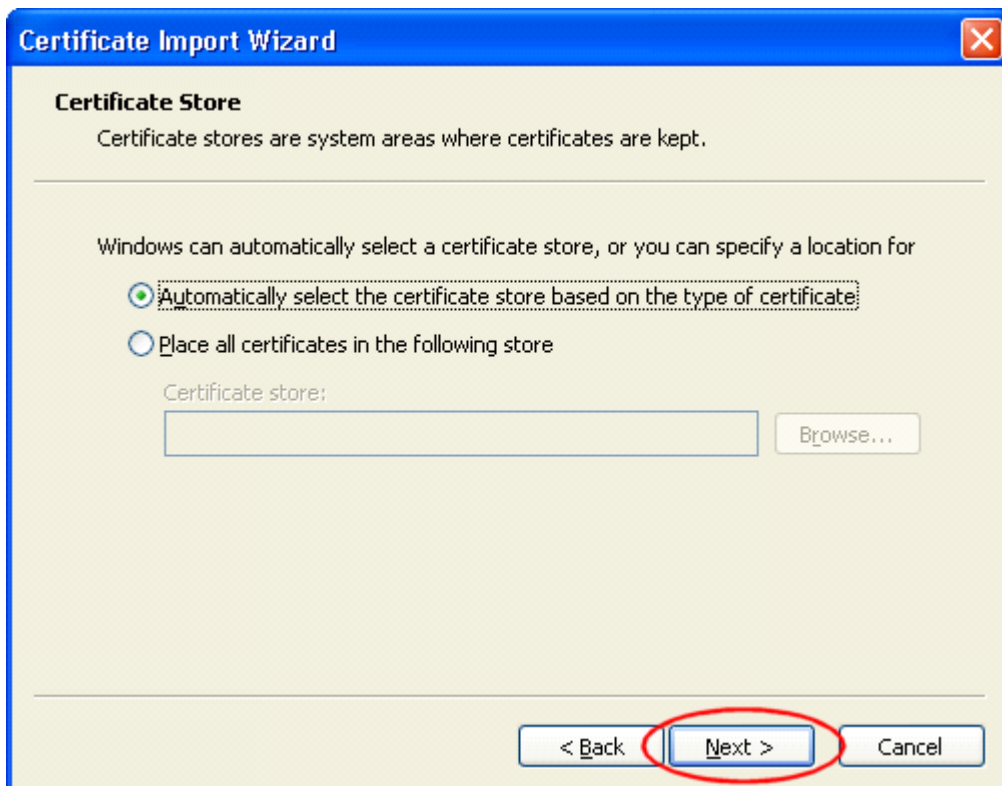 Certificate Import Wizard
Certificate Store
Certificate stores are system areas where certificates are kept.
Windows can automatically select a certificate store, or you can specify a location for
Automatically select the certificate store based on the type of certificate
Place all certificates in the following store
Certificate store:
Browse...
< Back Next > Cancel